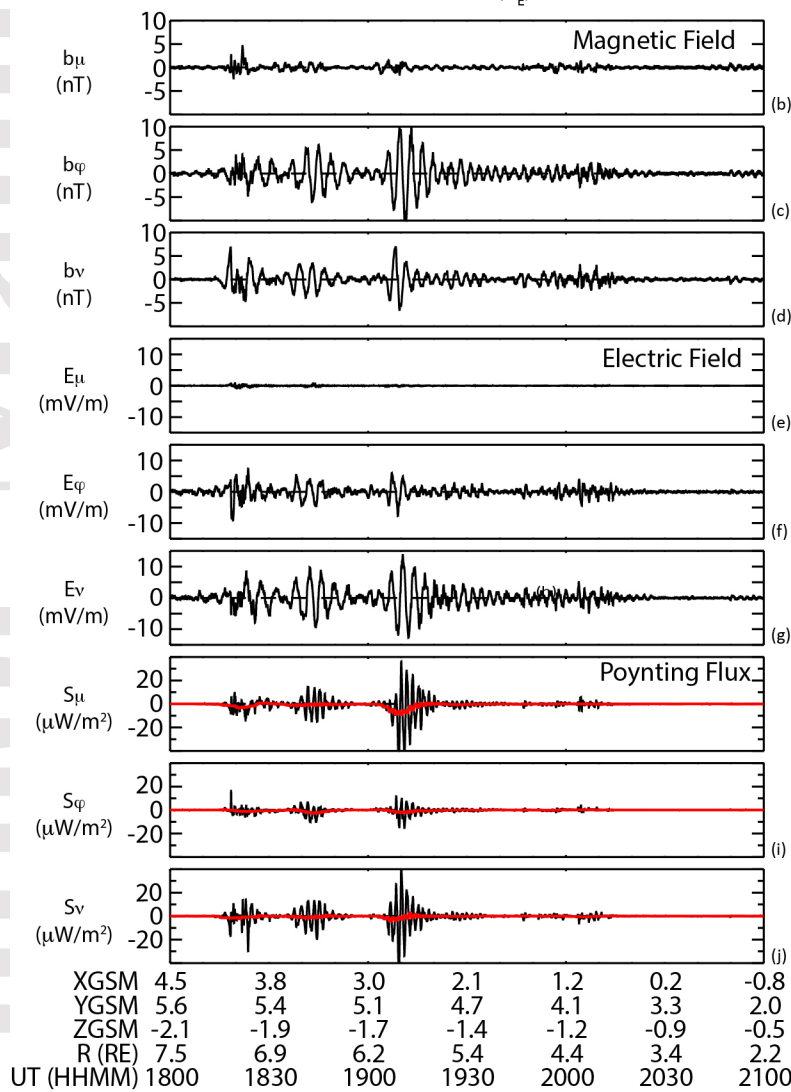 E
10
5
0
-5
bμ
(nT)
Magnetic Field
(b)
10
5
0
-5
bφ
(nT)
(c)
10
5
0
-5
bν
(nT)
(d)
10
0
-10
Eμ
(mV/m)
Electric Field
(e)
10
0
-10
Eφ
(mV/m)
(f)
10
0
-10
Eν
(mV/m)
(h)
(g)
20
0
-20
Sμ
(μW/m²)
Poynting Flux
20
0
-20
Sφ
(μW/m²)
(i)
20
0
-20
Sν
(μW/m²)
(j)
XGSM 4.5 3.8 3.0 2.1 1.2 0.2 -0.8
YGSM 5.6 5.4 5.1 4.7 4.1 3.3 2.0
ZGSM -2.1 -1.9 -1.7 -1.4 -1.2 -0.9 -0.5
R (RE) 7.5 6.9 6.2 5.4 4.4 3.4 2.2
UT (HHMM) 1800 1830 1900 1930 2000 2030 2100